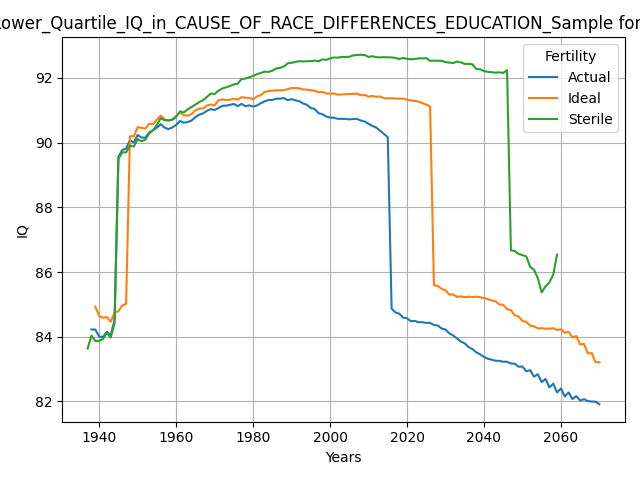 Lower_Quartile_IQ_in_CAUSE_OF_RACE_DIFFERENCES_EDUCATION_Sample for
Fertility
Actual
Ideal
Sterile
92
90
88
86
84
82
IQ
1940 1960 1980 2000 2020 2040 2060
Years